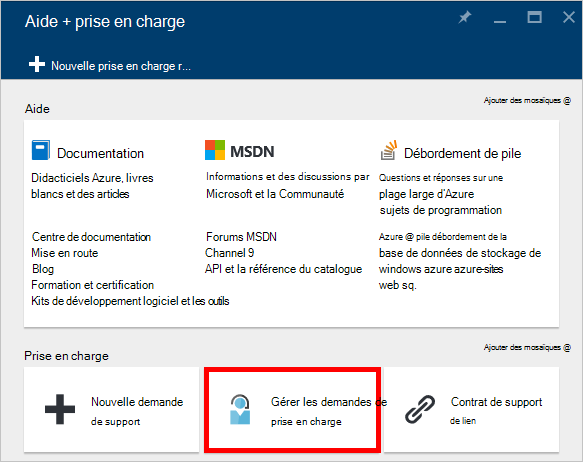 Aide + prise en charge
Nouvelle prise en charge r...
Ajouter des mosaïques @
Aide
Documentation
Didacticiels Azure, livres
blancs et des articles
Centre de documentation
Mise en route
Blog
Formation et certification
Kits de développement logiciel et les outils
MSDN
Informations et des discussions par
Microsoft et la Communauté
Forums MSDN
Channel 9
API et la référence du catalogue
Débordement de pile
Questions et réponses sur une
plage large d'Azure
sujets de programmation
Azure @ pile débordement de la
base de données de stockage de
windows azure azure-sites
web sq.
Ajouter des mosaïques @
Prise en charge
Nouvelle demande
de support
Gérer les demandes de
prise en charge
Contrat de support
de lien